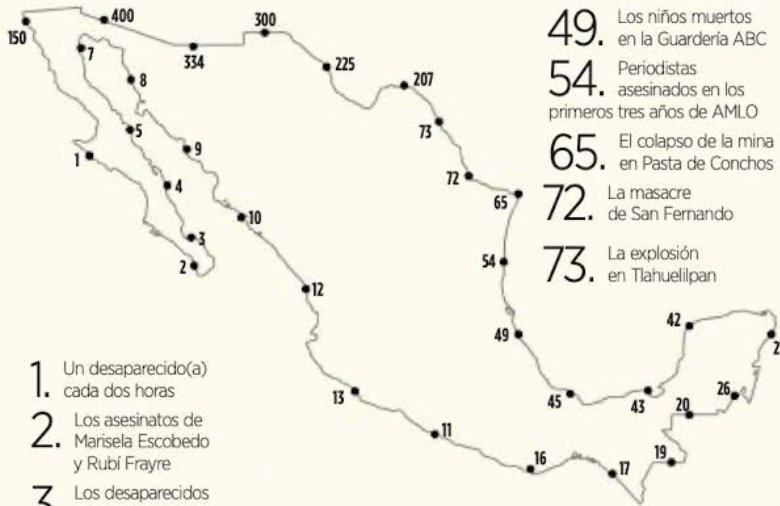 400
150
334
300
225
207
7
8
5
9
1
4
73
72
65
10
3
2
54
12
49
42
2
13
45
43
26
20
11
16
17
19
49. Los niños muertos
en la Guardería ABC
54. Periodistas
asesinados en los
primeros tres años de AMLO
65. El colapso de la mina
en Pasta de Conchos
72. La masacre
de San Fernando
73. La explosión
en Tlahuelilpan
1. Un desaparecido(a)
cada dos horas
2. Los asesinatos de
Marisela Escobedo
y Rubí Frayre
3. Los desaparecidos